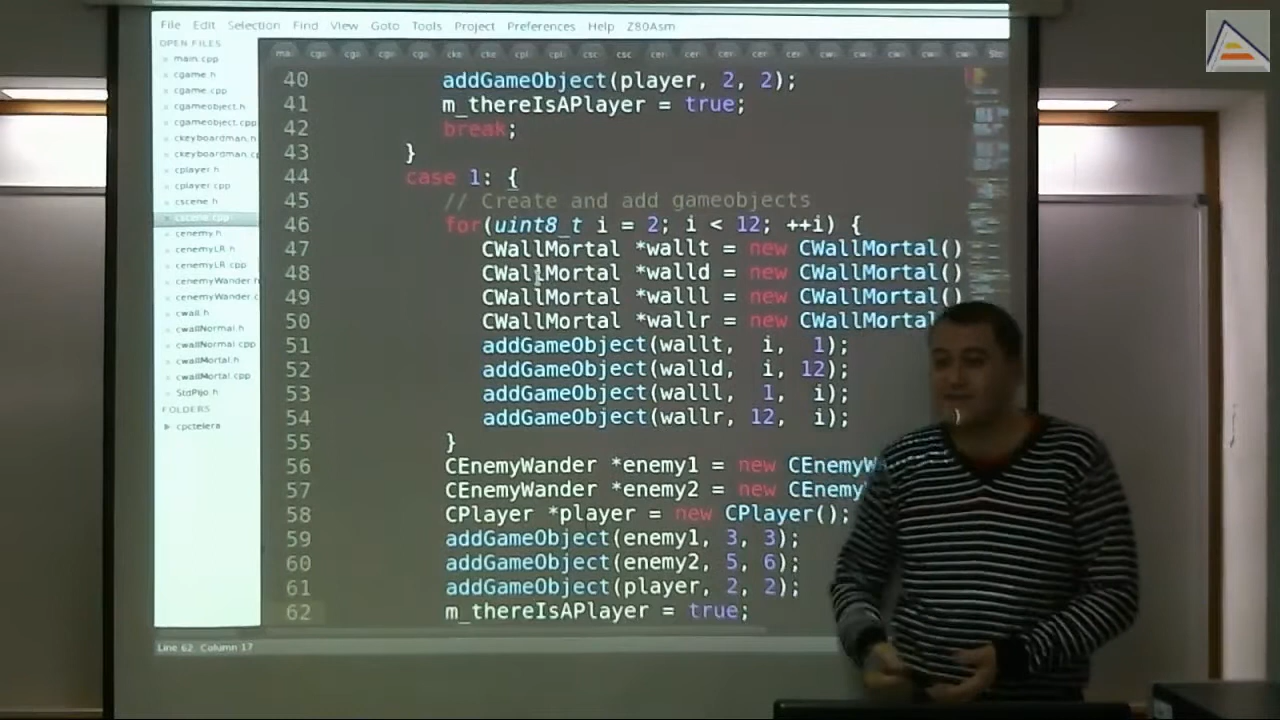 File Edit Selection Find View Goto Tools Project Preferences Help Z80Asm
OPEN FILES
main.cpp
cgame.h
cgame.cpp
cgameobject.h
cgameobject.cpp
ckeyboardman.h
ckeyboardman.cp
cplayer.h
cplayer.cpp
cscene.h
cscene.cpp
cenemy.h
cenemyLR.h
cenemyLR.cpp
cenemyWander.h
cenemyWander.c
cwall.h
cwallNormal.h
cwallNormal.cpp
cwallMortal.h
cwallMortal.cpp
StdPijo.h
FOLDERS
cpctelera
40 addGameObject(player, 2, 2);
41 m_thereIsAPlayer = true;
42 break;
43 }
44 case 1: {
45 // Create and add gameobjects
46 for(uint8_t i = 2; i < 12; ++i) {
47 CWallMortal *wallt = new CWallMortal()
48 CWallMortal *walld = new CWallMortal()
49 CWallMortal *walll = new CWallMortal()
50 CWallMortal *wallr = new CWallMortal
51 addGameObject(wallt, i, 1);
52 addGameObject(walld, i, 12);
53 addGameObject(walll, 1, i);
54 addGameObject(wallr, 12, i);
55 }
56 CEnemyWander *enemy1 = new CEnemyW
57 CEnemyWander *enemy2 = new CEnemy
58 CPlayer *player = new CPlayer();
59 addGameObject(enemy1, 3, 3);
60 addGameObject(enemy2, 5, 6);
61 addGameObject(player, 2, 2);
62 m_thereIsAPlayer = true;
Line 62 Column 17